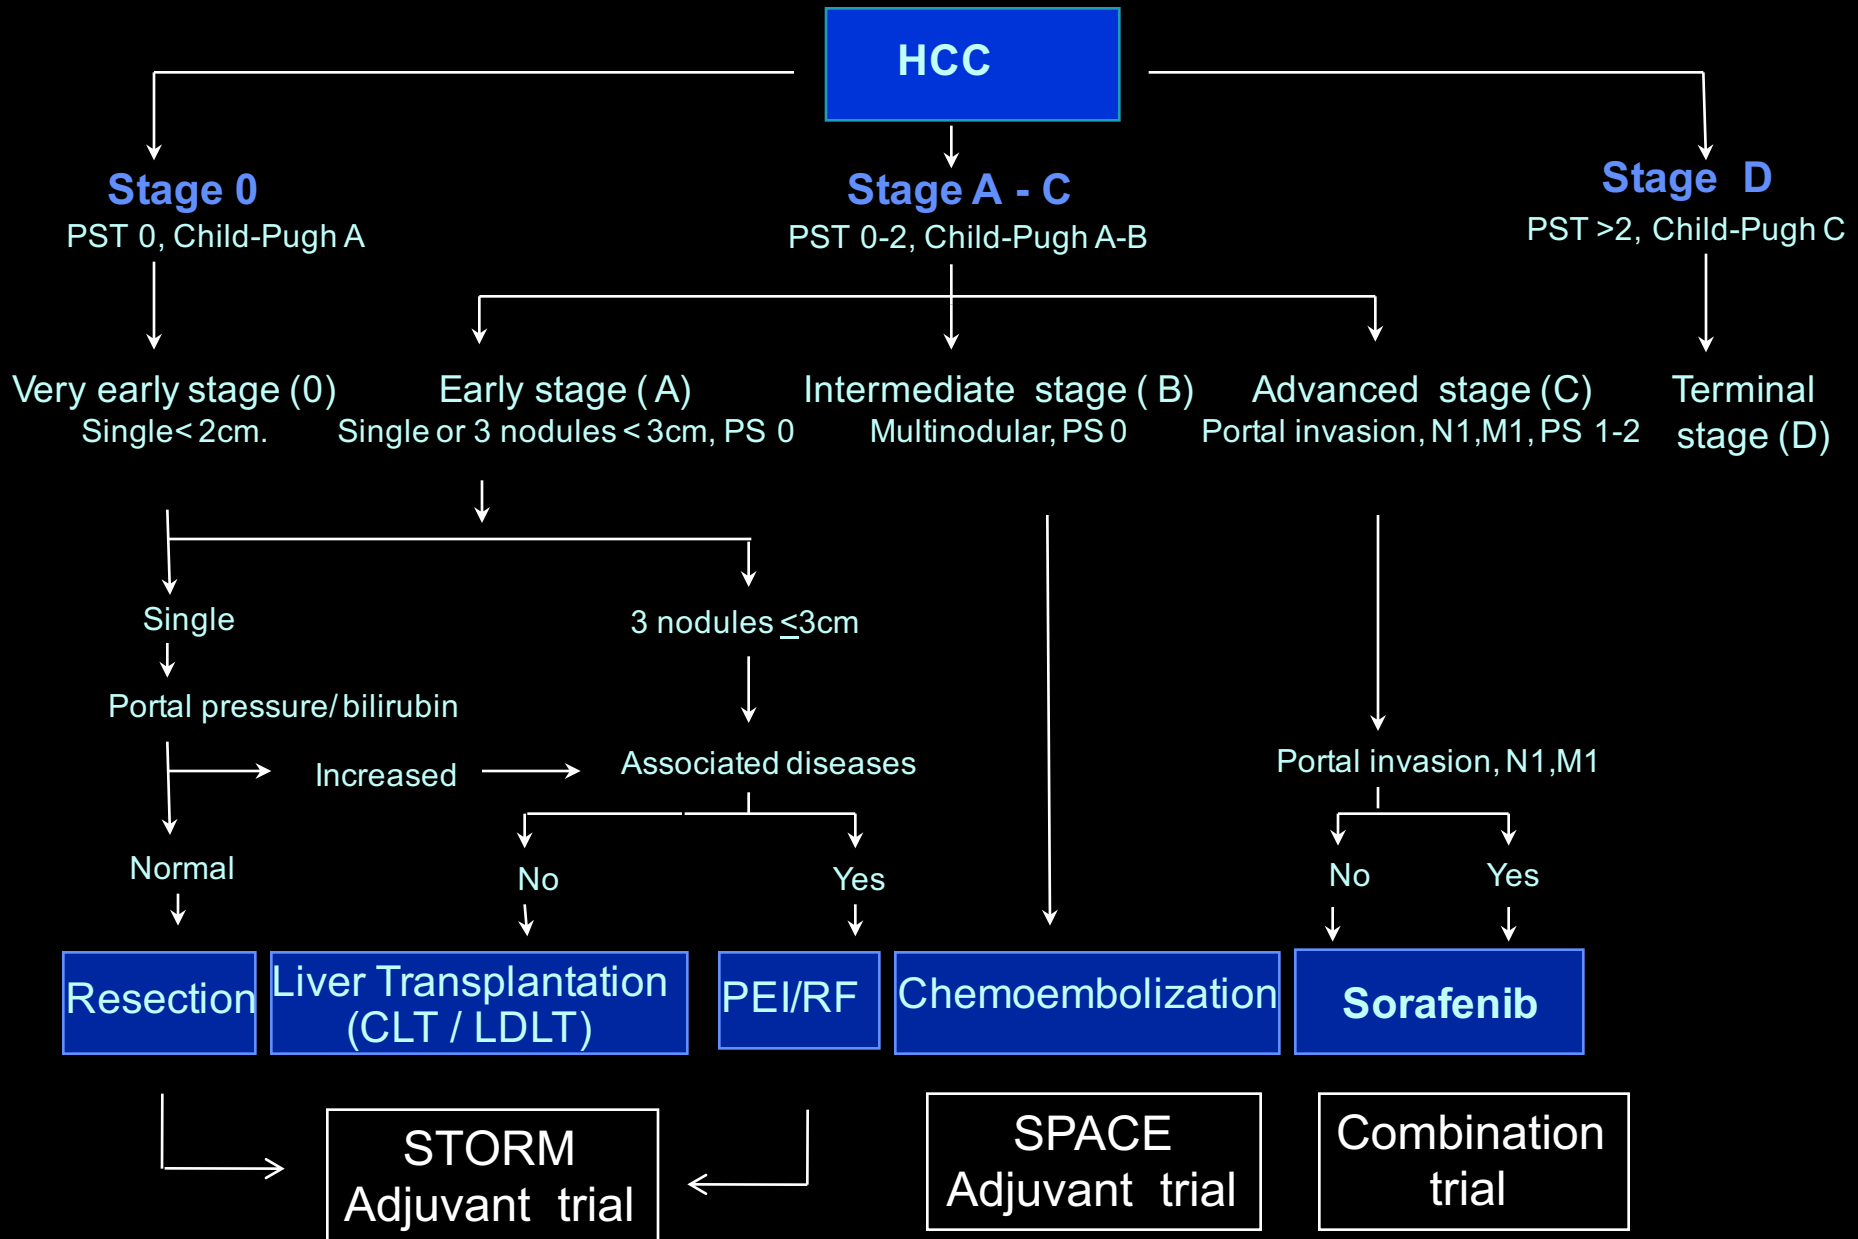 HCC
Stage 0
PST 0, Child-Pugh A
Stage A - C
PST 0-2, Child-Pugh A-B
Stage D
PST >2, Child-Pugh C
Very early stage (0)
Single< 2cm.
Early stage ( A)
Single or 3 nodules < 3cm, PS 0
Intermediate stage ( B)
Multinodular, PS 0
Advanced stage (C)
Portal invasion, N1,M1, PS 1-2
Terminal
stage (D)
Single
3 nodules ≤3cm
Portal pressure/ bilirubin
Increased
Associated diseases
Portal invasion, N1,M1
Normal
No
Yes
No
Yes
Resection
Liver Transplantation
(CLT / LDLT)
PEI/RF
Chemoembolization
Sorafenib
STORM
Adjuvant trial
SPACE
Adjuvant trial
Combination
trial